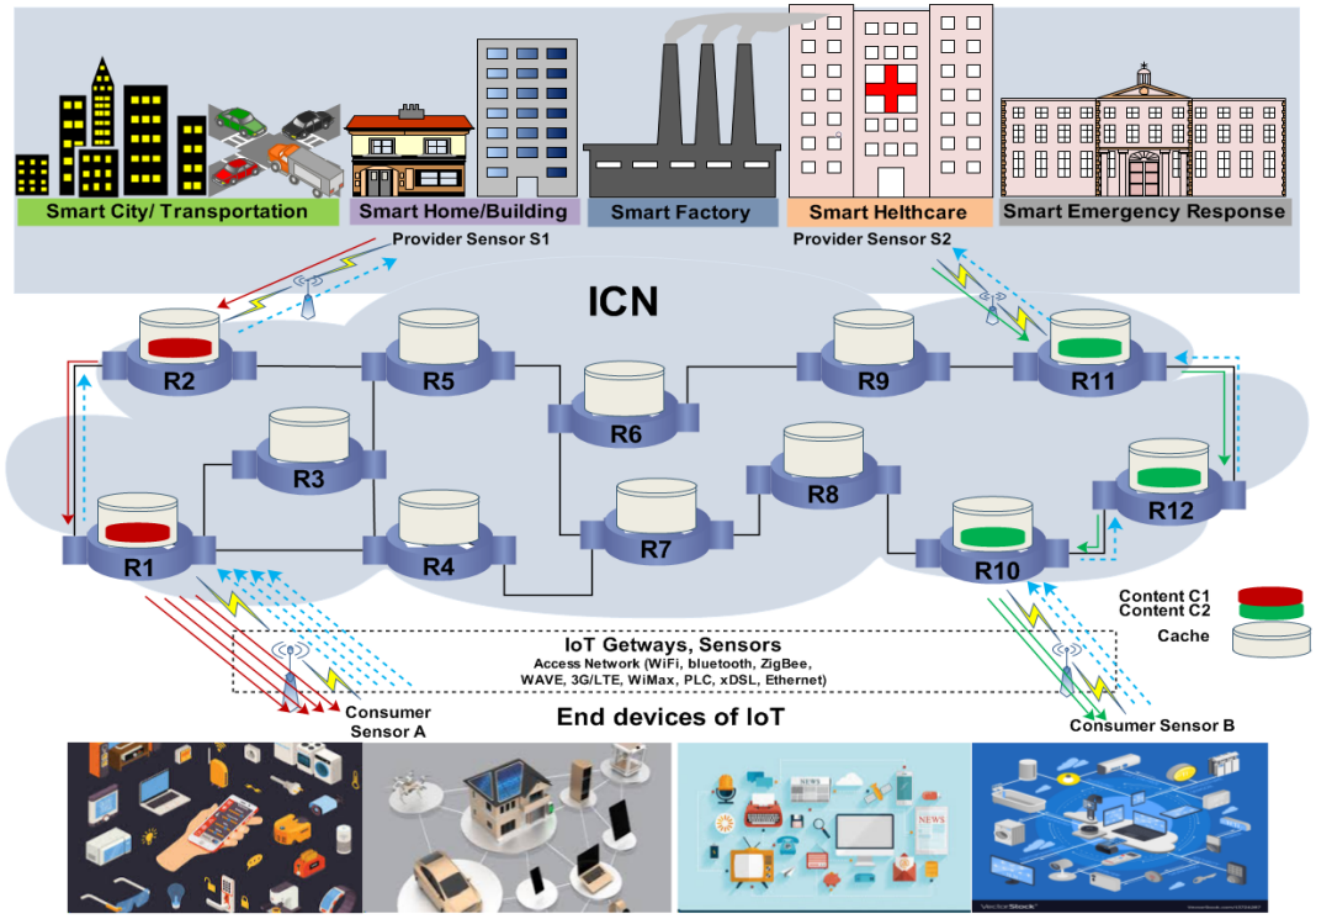 Smart City/ Transportation
Smart Home/Building
Smart Factory
Smart Helthcare
Smart Emergency Response
Provider Sensor S1
Provider Sensor S2
ICN
R2
R5
R6
R9
R11
R3
R8
R12
R1
R4
R7
R10
Content C1
Content C2
Cache
IoT Getways, Sensors
Access Network (WiFi, bluetooth, ZigBee,
WAVE, 3G/LTE, WiMax, PLC, xDSL, Ethernet)
Consumer
Sensor A
End devices of IoT
Consumer Sensor B
NEWS
NEWS
VectorStock